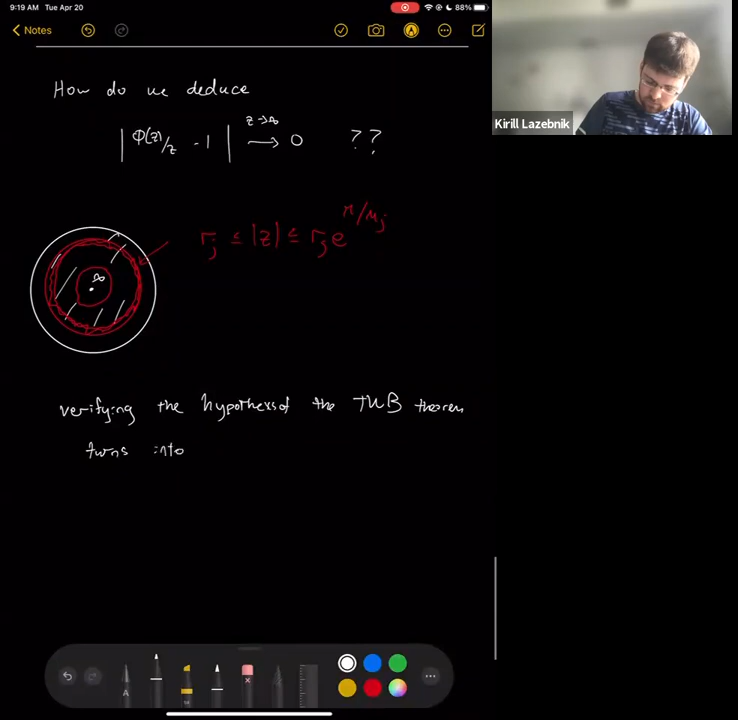 9:19 AM Tue Apr 20
88%
Notes
Kirill Lazebnik
How do we deduce
| φ(z)/z - 1 | z→∞ ⟶ 0 ??
r_j ≤ |z| ≤ r_j e^{π/M_j}
∞
verifying the hypothesis of the TWB theorem
turns into
A